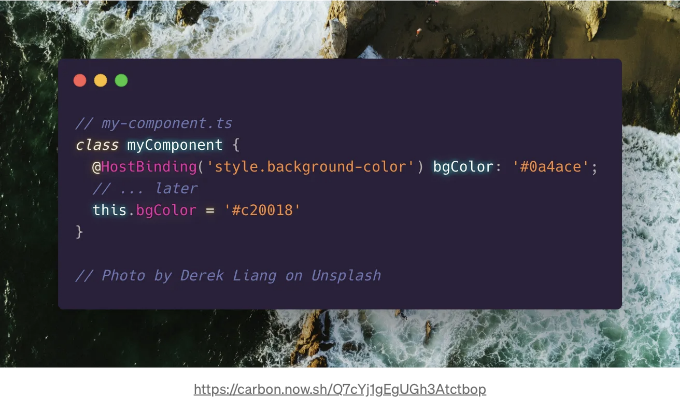 // my-component.ts
class myComponent {
  @HostBinding('style.background-color') bgColor: '#0a4ace';
  // ... later
  this.bgColor = '#c20018'
}

// Photo by Derek Liang on Unsplash
https://carbon.now.sh/Q7cYj1gEgUGh3Atctbop